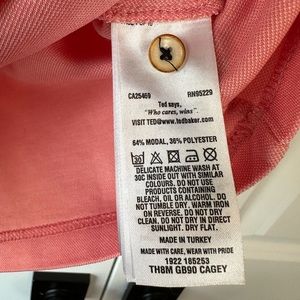 CA25469 RN95229
Ted says,
"Who cares, wins"
VISIT TED@www.tedbaker.com
64% MODAL, 36% POLYESTER
DELICATE MACHINE WASH AT
30C INSIDE OUT WITH SIMILAR
COLOURS. DO NOT USE
PRODUCTS CONTAINING
BLEACH, OIL, OR ALCOHOL. DO
NOT TUMBLE DRY. WARM IRON
ON REVERSE. DO NOT DRY
CLEAN. DO NOT DRY IN DIRECT
SUNLIGHT. DRY FLAT.
MADE IN TURKEY
MADE WITH CARE, WEAR WITH PRIDE
1922 185253
TH8M GB90 CAGEY